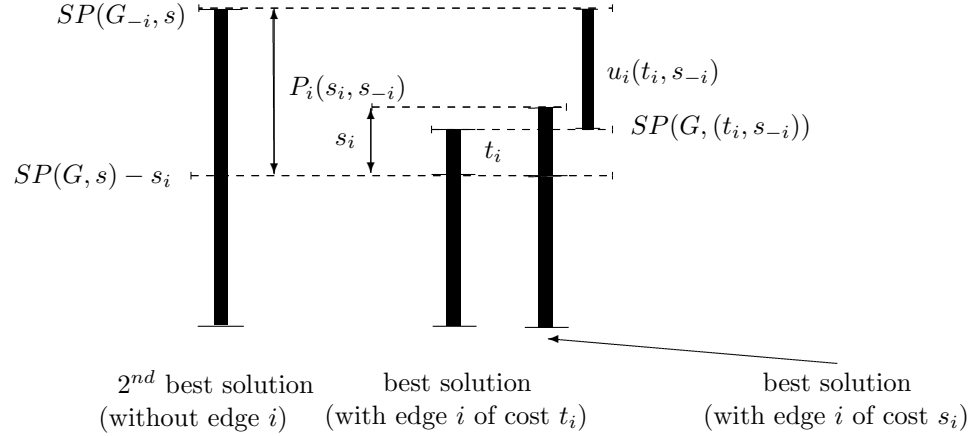 SP(G_{-i}, s)
P_i(s_i, s_{-i})
u_i(t_i, s_{-i})
s_i
t_i
SP(G, (t_i, s_{-i}))
SP(G, s) − s_i
2^{nd} best solution
(without edge i)
best solution
(with edge i of cost t_i)
best solution
(with edge i of cost s_i)